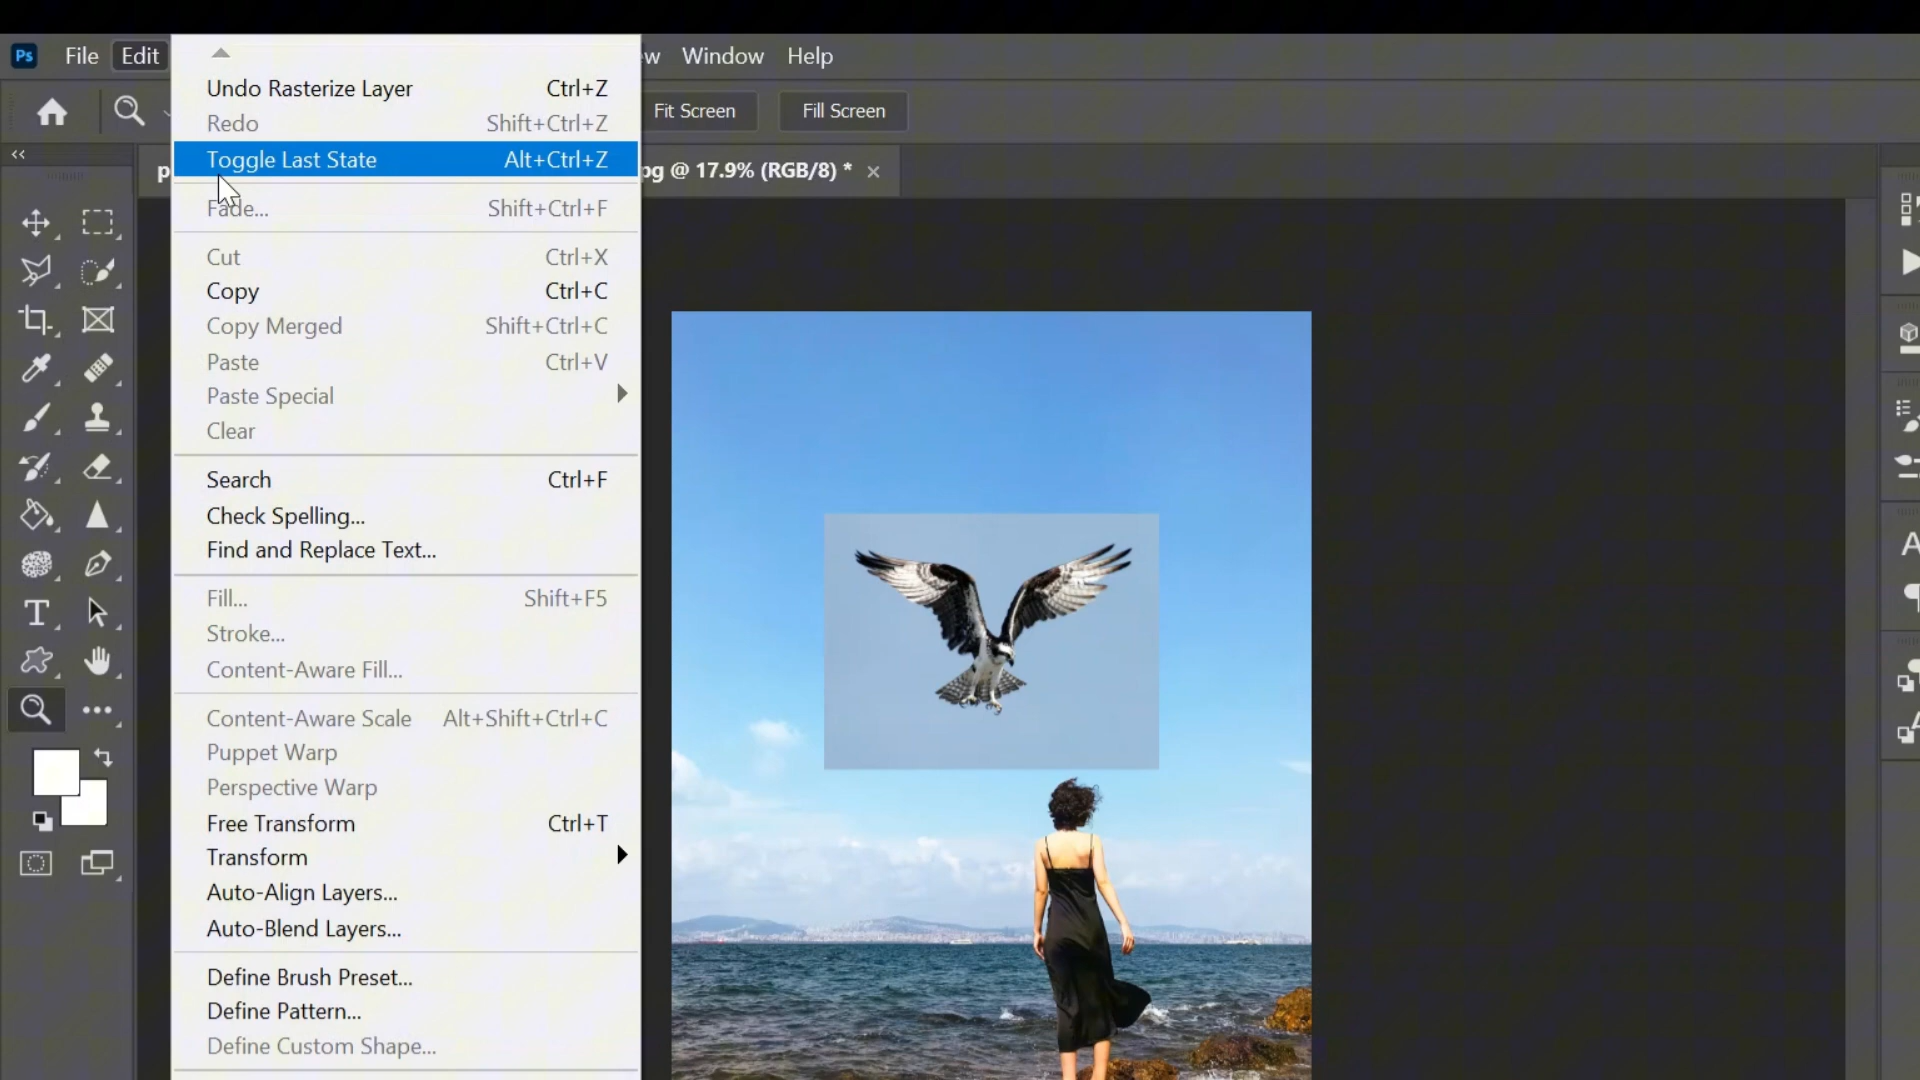 Ps File Edit ew Window Help
Fit Screen Fill Screen
p pg @ 17.9% (RGB/8) * ×
Undo Rasterize Layer Ctrl+Z
Redo Shift+Ctrl+Z
Toggle Last State Alt+Ctrl+Z
Fade... Shift+Ctrl+F
Cut Ctrl+X
Copy Ctrl+C
Copy Merged Shift+Ctrl+C
Paste Ctrl+V
Paste Special
Clear
Search Ctrl+F
Check Spelling...
Find and Replace Text...
Fill... Shift+F5
Stroke...
Content-Aware Fill...
Content-Aware Scale Alt+Shift+Ctrl+C
Puppet Warp
Perspective Warp
Free Transform Ctrl+T
Transform
Auto-Align Layers...
Auto-Blend Layers...
Define Brush Preset...
Define Pattern...
Define Custom Shape...